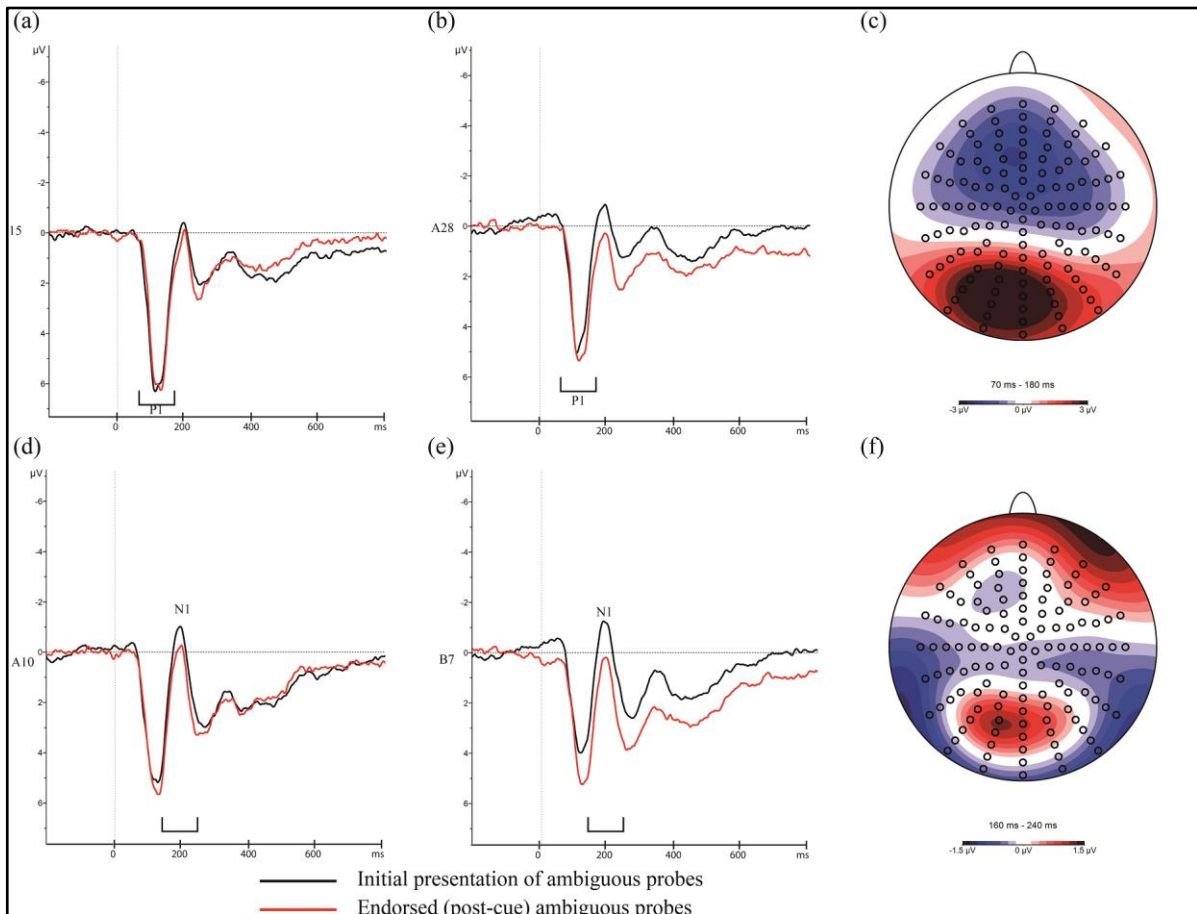 (a)
(b)
(c)
µV
-6
-4
-2
15
0
2
4
6
P1
0
200
400
600
ms
µV
-6
-4
-2
A28
0
2
4
6
P1
0
200
400
600
ms
70 ms - 180 ms
-3 µV
0 µV
3 µV
(d)
(e)
(f)
µV
-6
-4
-2
N1
A10
0
2
4
6
0
200
400
600
ms
µV
-6
-4
-2
N1
B7
0
2
4
6
0
200
400
600
ms
160 ms - 240 ms
-1.5 µV
0 µV
1.5 µV
Initial presentation of ambiguous probes
Endorsed (post-cue) ambiguous probes